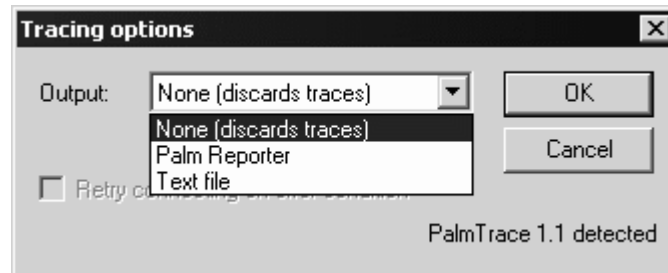 Tracing options
Output: None (discards traces) OK
None (discards traces)
Palm Reporter
Cancel
Text file
Retry
PalmTrace 1.1 detected